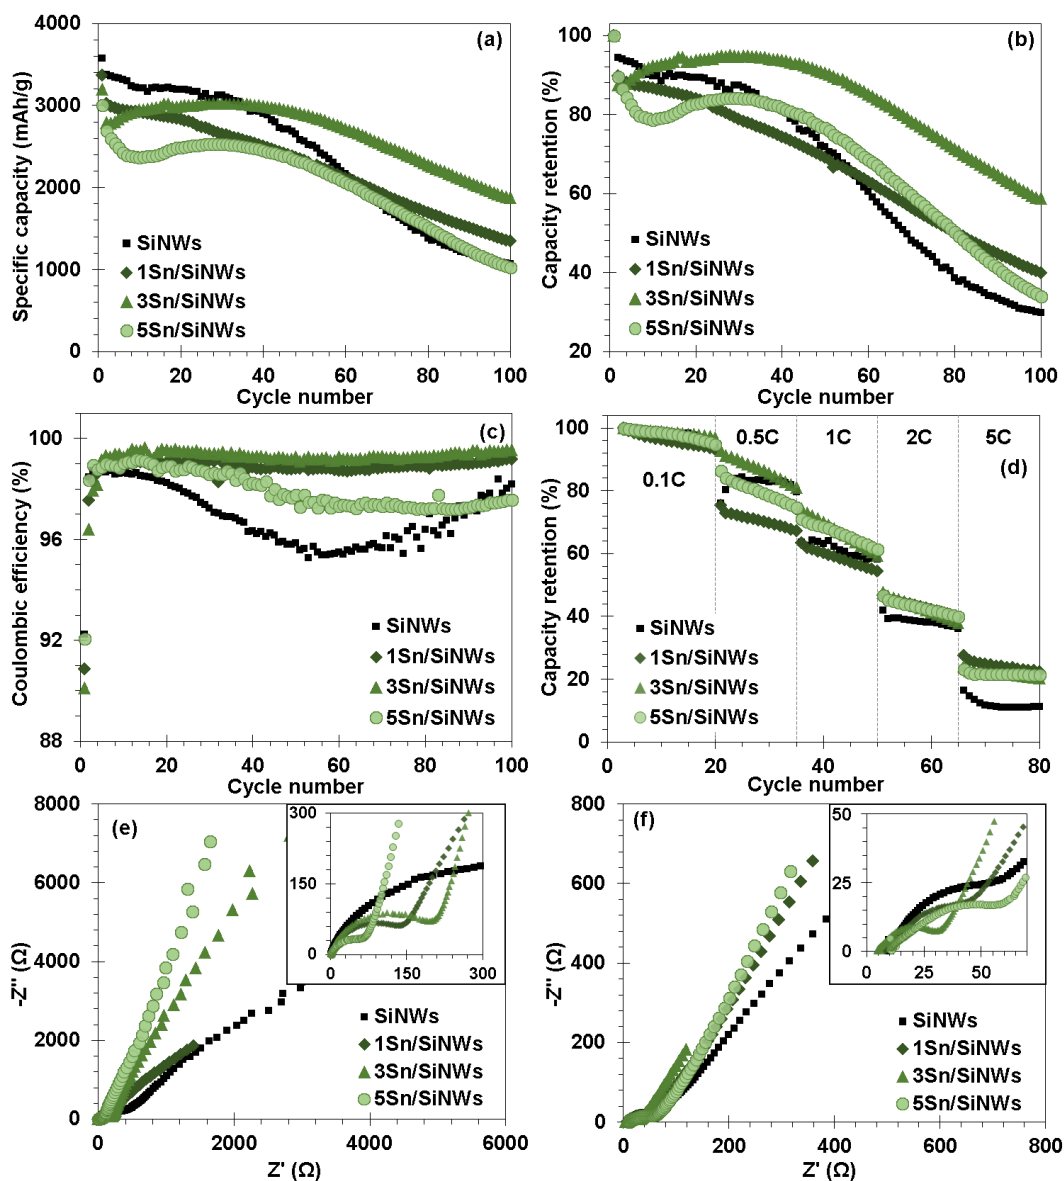 (a)
Specific capacity (mAh/g)
4000
3000
2000
1000
0
SiNWs
1Sn/SiNWs
3Sn/SiNWs
5Sn/SiNWs
0 20 40 60 80 100
Cycle number
(b)
Capacity retention (%)
100
80
60
40
20
SiNWs
1Sn/SiNWs
3Sn/SiNWs
5Sn/SiNWs
0 20 40 60 80 100
Cycle number
(c)
Coulombic efficiency (%)
100
96
92
88
SiNWs
1Sn/SiNWs
3Sn/SiNWs
5Sn/SiNWs
0 20 40 60 80 100
Cycle number
(d)
Capacity retention (%)
100
80
60
40
20
0
0.1C
0.5C
1C
2C
5C
SiNWs
1Sn/SiNWs
3Sn/SiNWs
5Sn/SiNWs
0 20 40 60 80
Cycle number
(e)
-Z'' (Ω)
8000
6000
4000
2000
0
300
150
0
0 150 300
SiNWs
1Sn/SiNWs
3Sn/SiNWs
5Sn/SiNWs
0 2000 4000 6000
Z' (Ω)
(f)
-Z'' (Ω)
800
600
400
200
0
50
25
0
0 25 50
SiNWs
1Sn/SiNWs
3Sn/SiNWs
5Sn/SiNWs
0 200 400 600 800
Z' (Ω)